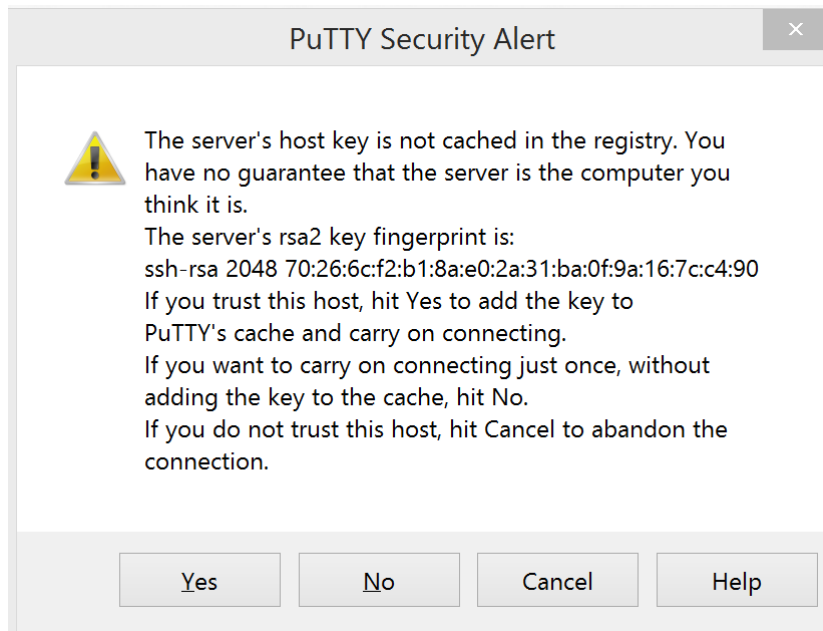 PuTTY Security Alert
The server's host key is not cached in the registry. You
have no guarantee that the server is the computer you
think it is.
The server's rsa2 key fingerprint is:
ssh-rsa 2048 70:26:6c:f2:b1:8a:e0:2a:31:ba:0f:9a:16:7c:c4:90
If you trust this host, hit Yes to add the key to
PuTTY's cache and carry on connecting.
If you want to carry on connecting just once, without
adding the key to the cache, hit No.
If you do not trust this host, hit Cancel to abandon the
connection.
Yes No Cancel Help